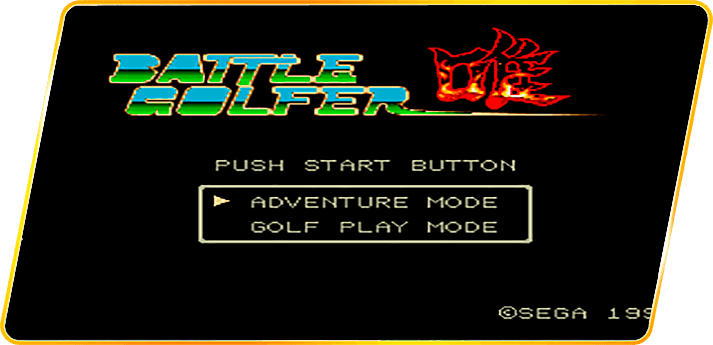 BATTLE
GOLFER 唯
PUSH START BUTTON
ADVENTURE MODE
GOLF PLAY MODE
©SEGA 199